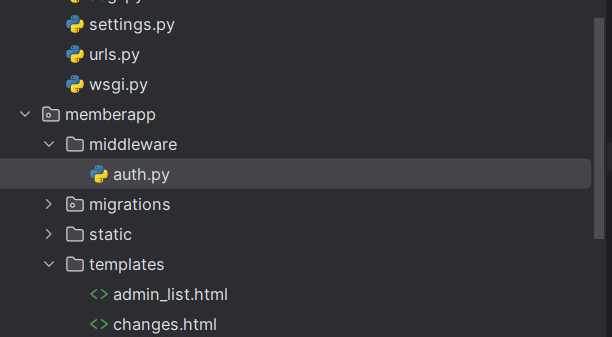 settings.py
urls.py
wsgi.py
memberapp
middleware
auth.py
migrations
static
templates
admin_list.html
changes.html